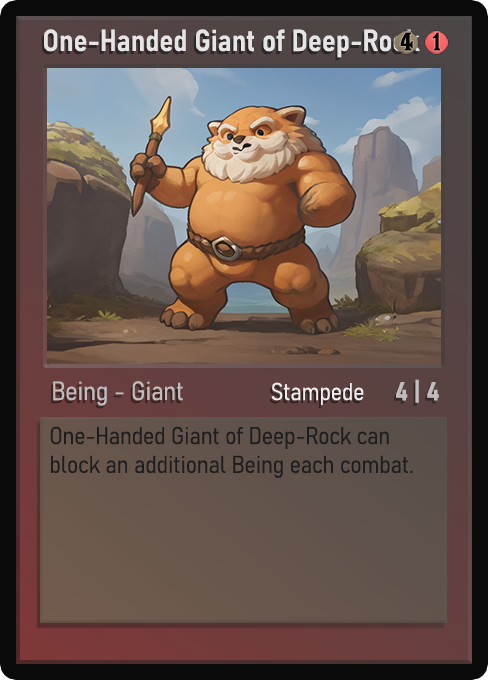 One-Handed Giant of Deep-Rock 4 1
Being - Giant Stampede 4 | 4
One-Handed Giant of Deep-Rock can
block an additional Being each combat.